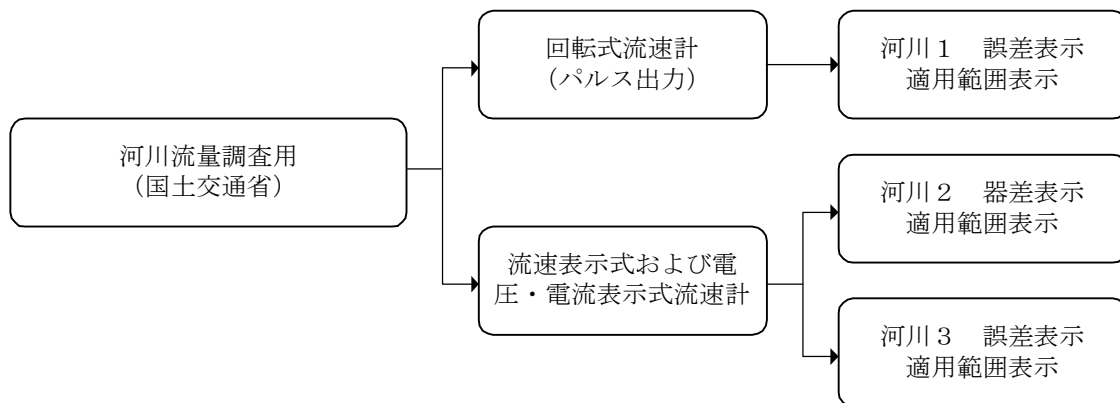 河川流量調査用
（国土交通省）
回転式流速計
（パルス出力）
河川１　誤差表示
適用範囲表示
流速表示式および電
圧・電流表示式流速計
河川２　器差表示
適用範囲表示
河川３　誤差表示
適用範囲表示